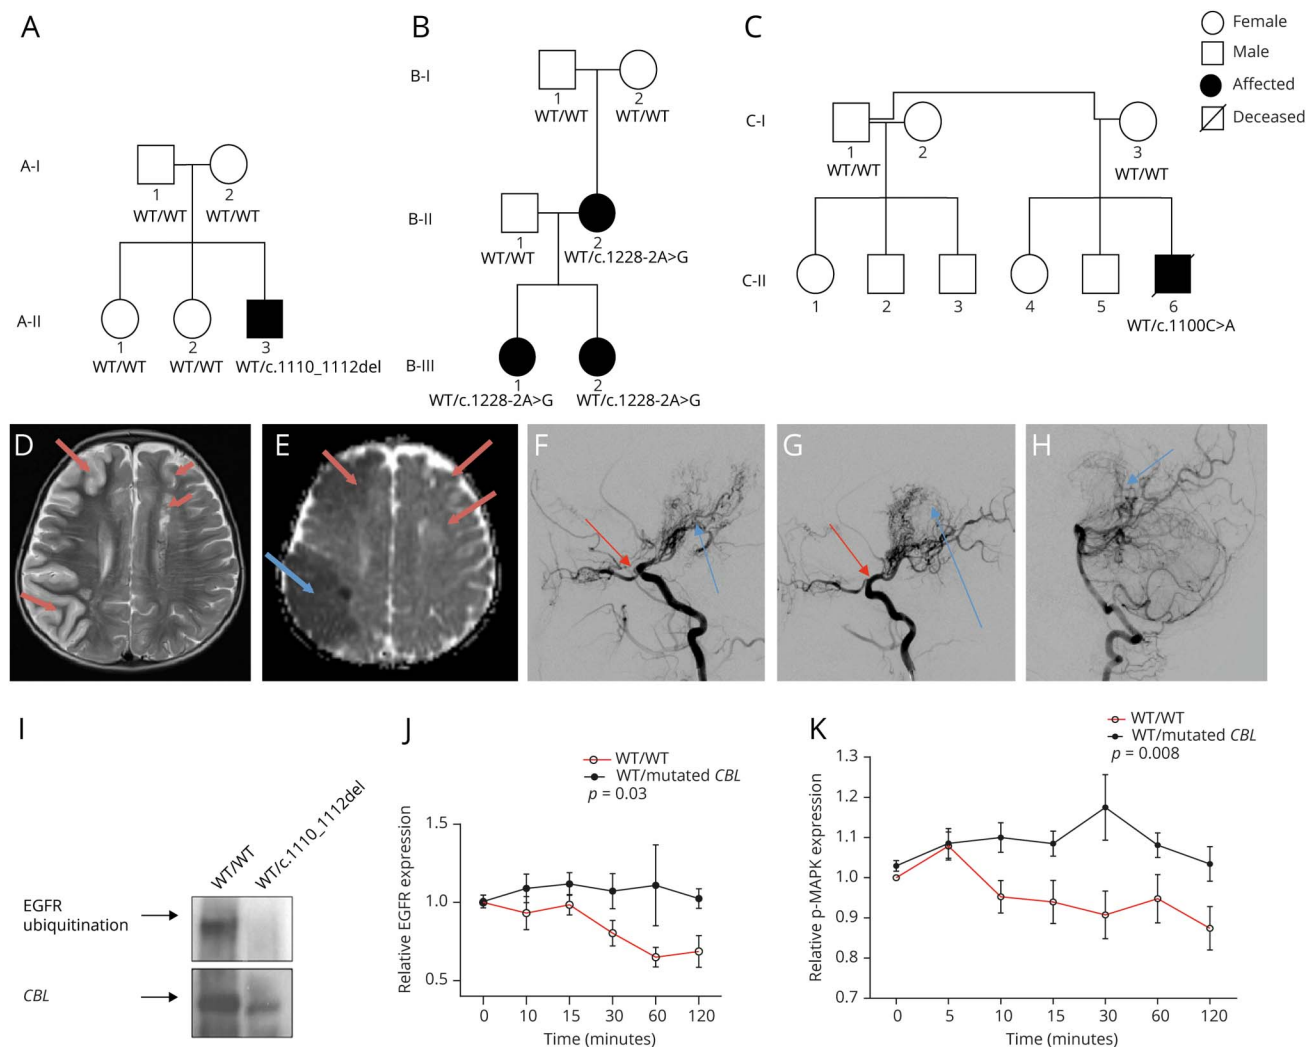 A
A-I
1
2
WT/WT
WT/WT
A-II
1
2
3
WT/WT
WT/WT
WT/c.1110_1112del
B
B-I
1
2
WT/WT
WT/WT
B-II
1
2
WT/WT
WT/c.1228-2A>G
B-III
1
2
WT/c.1228-2A>G
WT/c.1228-2A>G
C
C-I
1
2
3
WT/WT
WT/WT
C-II
1
2
3
4
5
6
WT/c.1100C>A
Female
Male
Affected
Deceased
D
E
F
G
H
I
WT/WT
WT/c.1110_1112del
EGFR
ubiquitination
CBL
J
WT/WT
WT/mutated CBL
p = 0.03
Relative EGFR expression
1.5
1.0
0.5
0 10 15 30 60 120
Time (minutes)
K
WT/WT
WT/mutated CBL
p = 0.008
Relative p-MAPK expression
1.3
1.2
1.1
1.0
0.9
0.8
0.7
0 5 10 15 30 60 120
Time (minutes)